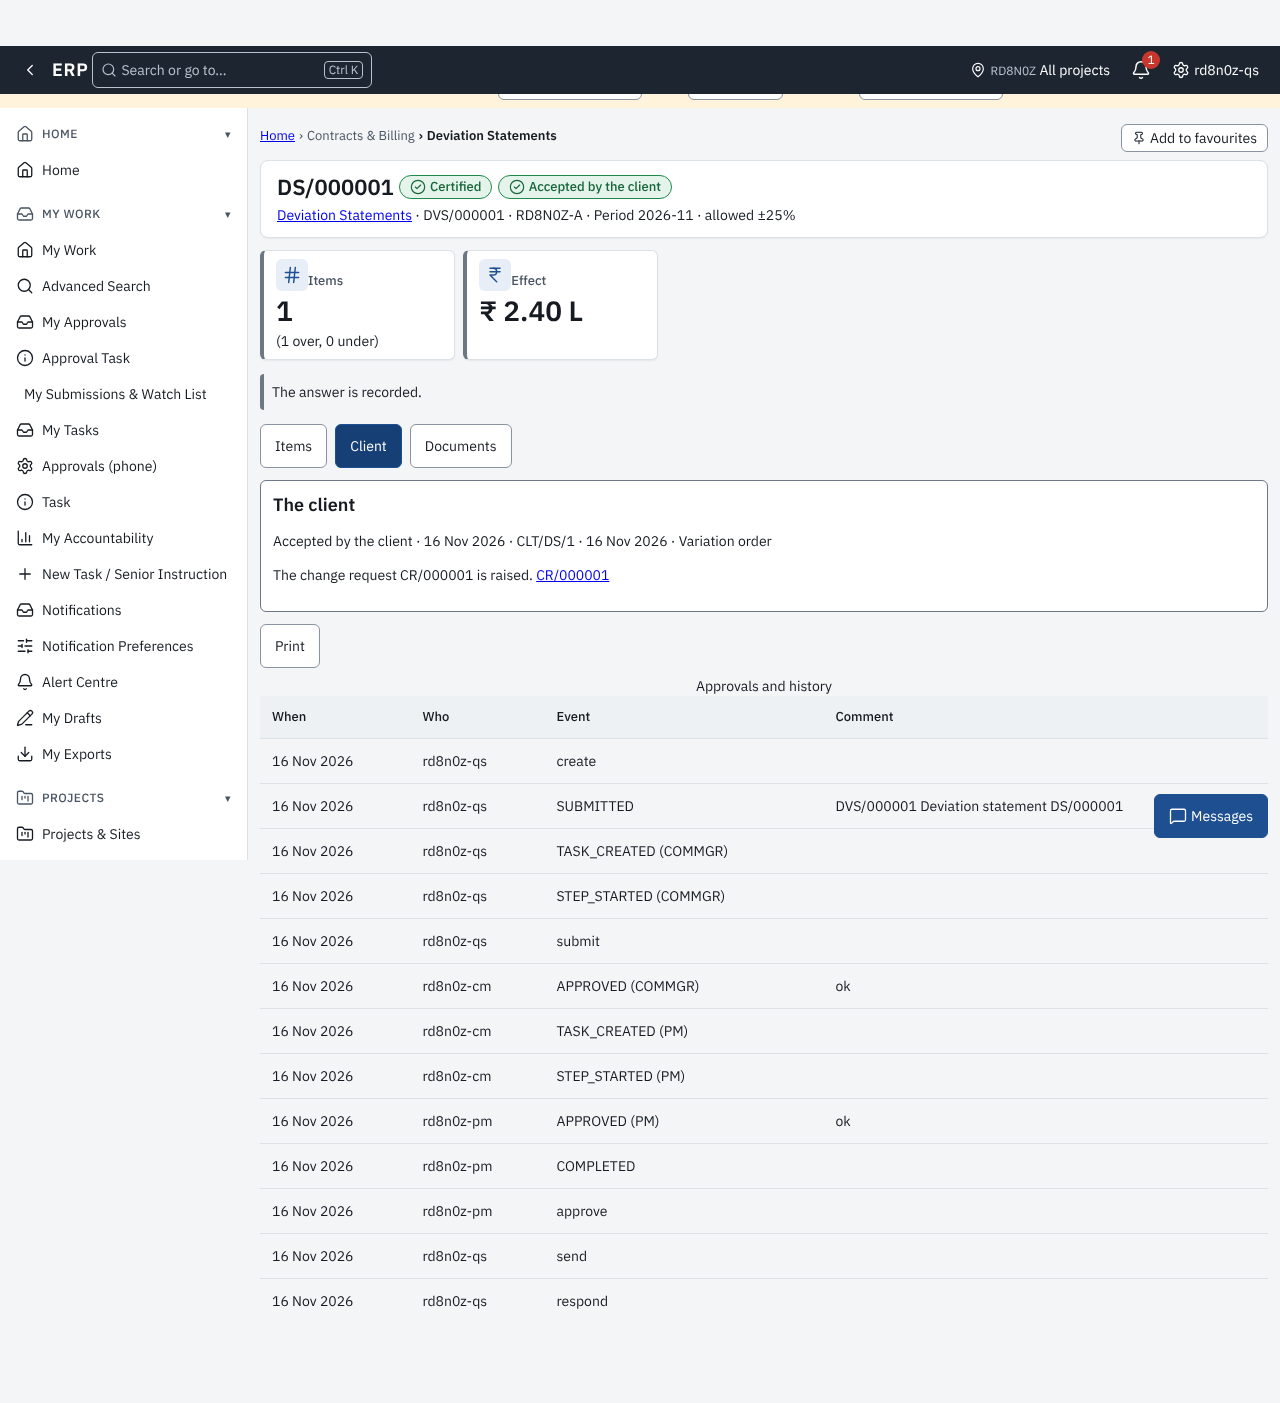 ERP
Search or go to...
Ctrl K
RD8N0Z All projects
1
rd8n0z-qs
HOME
Home
MY WORK
My Work
Advanced Search
My Approvals
Approval Task
My Submissions & Watch List
My Tasks
Approvals (phone)
Task
My Accountability
New Task / Senior Instruction
Notifications
Notification Preferences
Alert Centre
My Drafts
My Exports
PROJECTS
Projects & Sites
Home › Contracts & Billing › Deviation Statements
Add to favourites
DS/000001 Certified Accepted by the client
Deviation Statements · DVS/000001 · RD8N0Z-A · Period 2026-11 · allowed ±25%
Items
1
(1 over, 0 under)
Effect
₹ 2.40 L
The answer is recorded.
Items Client Documents
The client
Accepted by the client · 16 Nov 2026 · CLT/DS/1 · 16 Nov 2026 · Variation order
The change request CR/000001 is raised. CR/000001
Print
Approvals and history
When Who Event Comment
16 Nov 2026 rd8n0z-qs create
16 Nov 2026 rd8n0z-qs SUBMITTED DVS/000001 Deviation statement DS/000001
Messages
16 Nov 2026 rd8n0z-qs TASK_CREATED (COMMGR)
16 Nov 2026 rd8n0z-qs STEP_STARTED (COMMGR)
16 Nov 2026 rd8n0z-qs submit
16 Nov 2026 rd8n0z-cm APPROVED (COMMGR) ok
16 Nov 2026 rd8n0z-cm TASK_CREATED (PM)
16 Nov 2026 rd8n0z-cm STEP_STARTED (PM)
16 Nov 2026 rd8n0z-pm APPROVED (PM) ok
16 Nov 2026 rd8n0z-pm COMPLETED
16 Nov 2026 rd8n0z-pm approve
16 Nov 2026 rd8n0z-qs send
16 Nov 2026 rd8n0z-qs respond